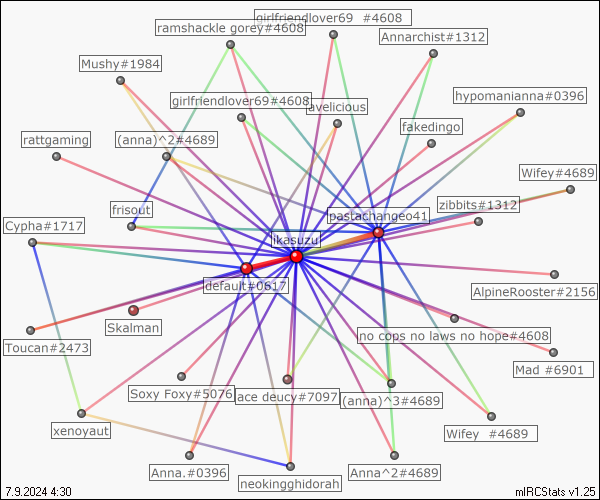 girlfriendlover69 #4608
ramshackle gorey#4608
Annarchist#1312
Mushy#1984
girlfriendlover69#4608
avelicious
hypomanianna#0396
fakedingo
rattgaming
(anna)^2#4689
Wifey#4689
zibbits#1312
frisout
pastachangeo41
Cypha#1717
ikasuzu
default#0617
AlpineRooster#2156
Skalman
Toucan#2473
no cops no laws no hope#4608
Mad #6901
Soxy Foxy#5076
ace deucy#7097
(anna)^3#4689
xenoyaut
Wifey #4689
Anna.#0396
neokingghidorah
Anna^2#4689
7.9.2024 4:30
mIRCStats v1.25